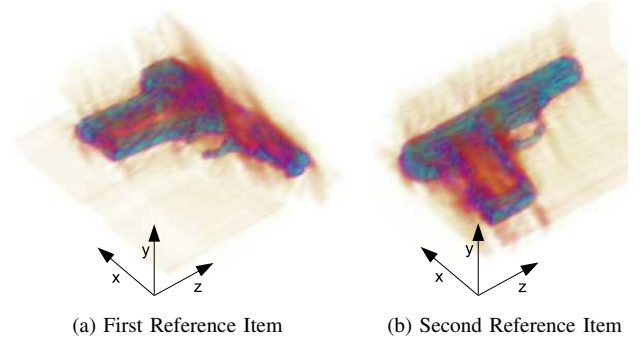 y
x
z
y
x
z
(a) First Reference Item
(b) Second Reference Item